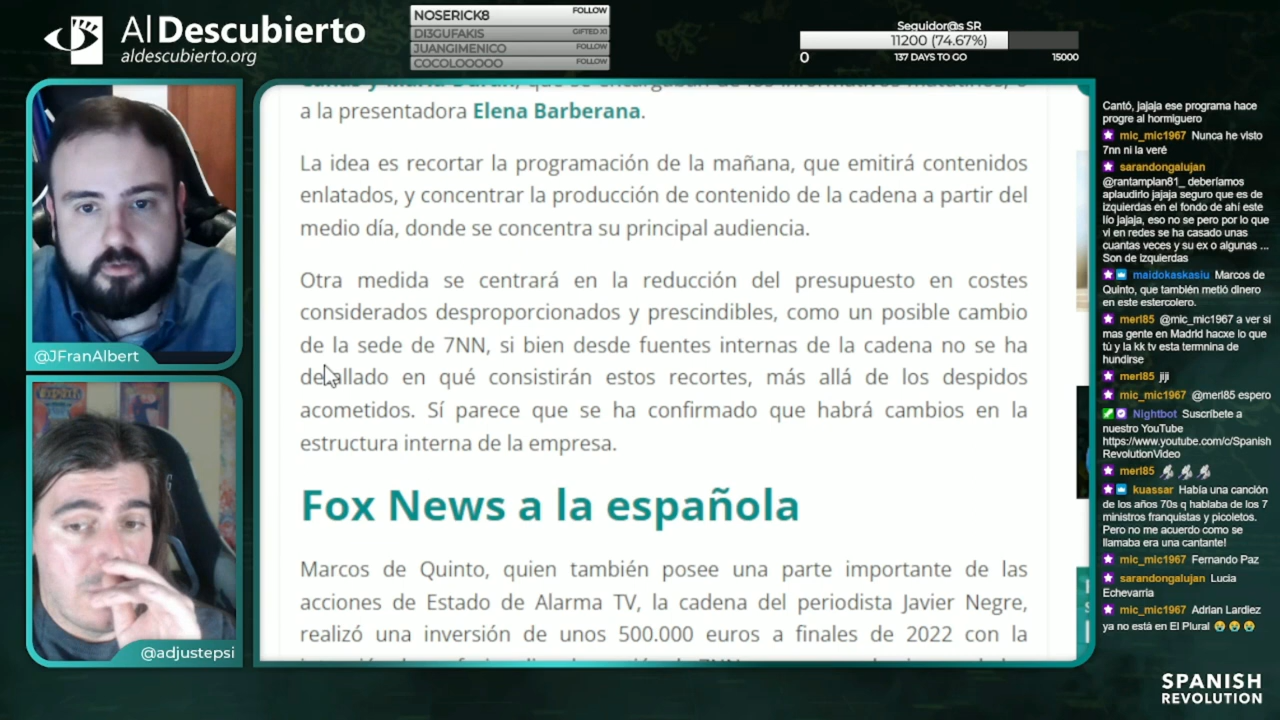 Al Descubierto
aldescubierto.org
NOSERICK8 FOLLOW
DI3GUFAKIS GIFTED X1
JUANGIMENICO FOLLOW
COCOLOOOOO FOLLOW
Seguidor@s SR
11200 (74.67%)
0 137 DAYS TO GO 15000
@JFranAlbert
@adjustepsi
a la presentadora Elena Barberana.
La idea es recortar la programación de la mañana, que emitirá contenidos
enlatados, y concentrar la producción de contenido de la cadena a partir del
medio día, donde se concentra su principal audiencia.
Otra medida se centrará en la reducción del presupuesto en costes
considerados desproporcionados y prescindibles, como un posible cambio
de la sede de 7NN, si bien desde fuentes internas de la cadena no se ha
detallado en qué consistirán estos recortes, más allá de los despidos
acometidos. Sí parece que se ha confirmado que habrá cambios en la
estructura interna de la empresa.
Fox News a la española
Marcos de Quinto, quien también posee una parte importante de las
acciones de Estado de Alarma TV, la cadena del periodista Javier Negre,
realizó una inversión de unos 500.000 euros a finales de 2022 con la
Cantó, jajaja ese programa hace
progre al hormiguero
mic_mic1967 Nunca he visto
7nn ni la veré
sarandongalujan
@rantamplan81_ deberíamos
aplaudirlo jajaja seguro que es de
izquierdas en el fondo de ahí este
lío jajaja, eso no se pero por lo que
vi en redes se ha casado unas
cuantas veces y su ex o algunas ...
Son de izquierdas
maidokaskasiu Marcos de
Quinto, que también metió dinero
en este estercolero.
merl85 @mic_mic1967 a ver si
mas gente en Madrid hacxe lo que
tú y la kk tv esta termnina de
hundirse
merl85 jiji
mic_mic1967 @merl85 espero
Nightbot Suscríbete a
nuestro YouTube
https://www.youtube.com/c/Spanish
RevolutionVideo
merl85
kuassar Había una canción
de los años 70s q hablaba de los 7
ministros franquistas y picoletos.
Pero no me acuerdo como se
llamaba era una cantante!
mic_mic1967 Fernando Paz
sarandongalujan Lucia
Echevarria
mic_mic1967 Adrian Lardiez
ya no está en El Plural 😭😭😭
SPANISH
REVOLUTION